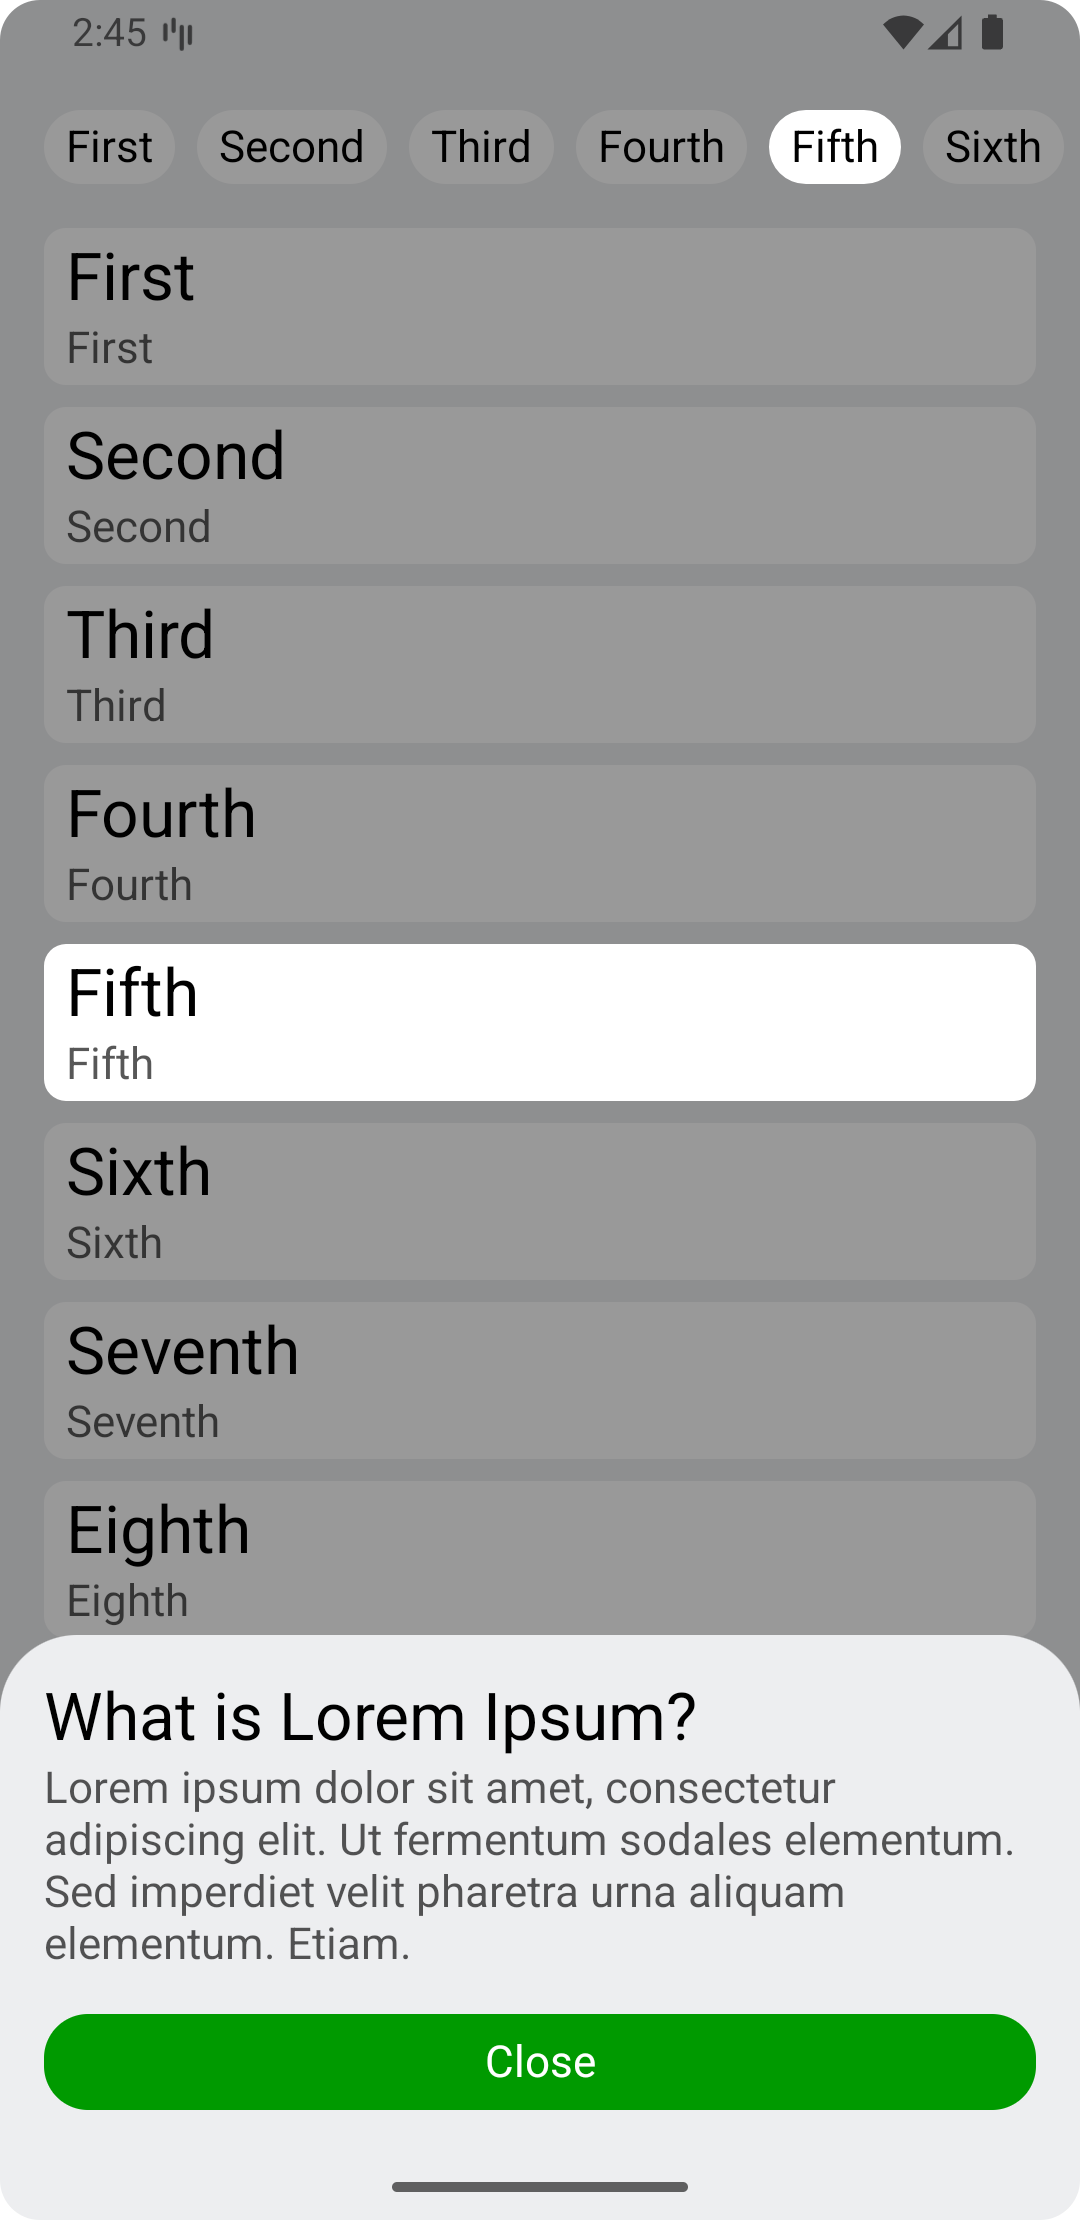 2:45
First Second Third Fourth Fifth Sixth
First
First
Second
Second
Third
Third
Fourth
Fourth
Fifth
Fifth
Sixth
Sixth
Seventh
Seventh
Eighth
Eighth
What is Lorem Ipsum?
Lorem ipsum dolor sit amet, consectetur
adipiscing elit. Ut fermentum sodales elementum.
Sed imperdiet velit pharetra urna aliquam
elementum. Etiam.
Close